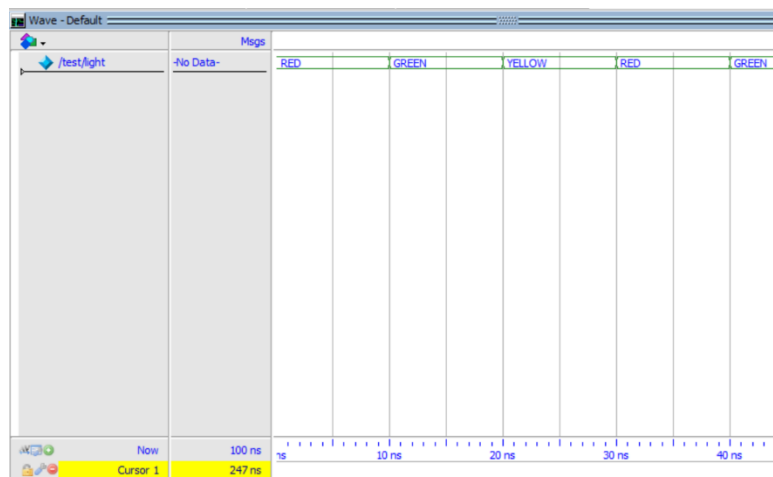 Wave - Default
Msgs
/test/light -No Data- RED GREEN YELLOW RED GREEN
Now 100 ns ns 10 ns 20 ns 30 ns 40 ns
Cursor 1 247 ns